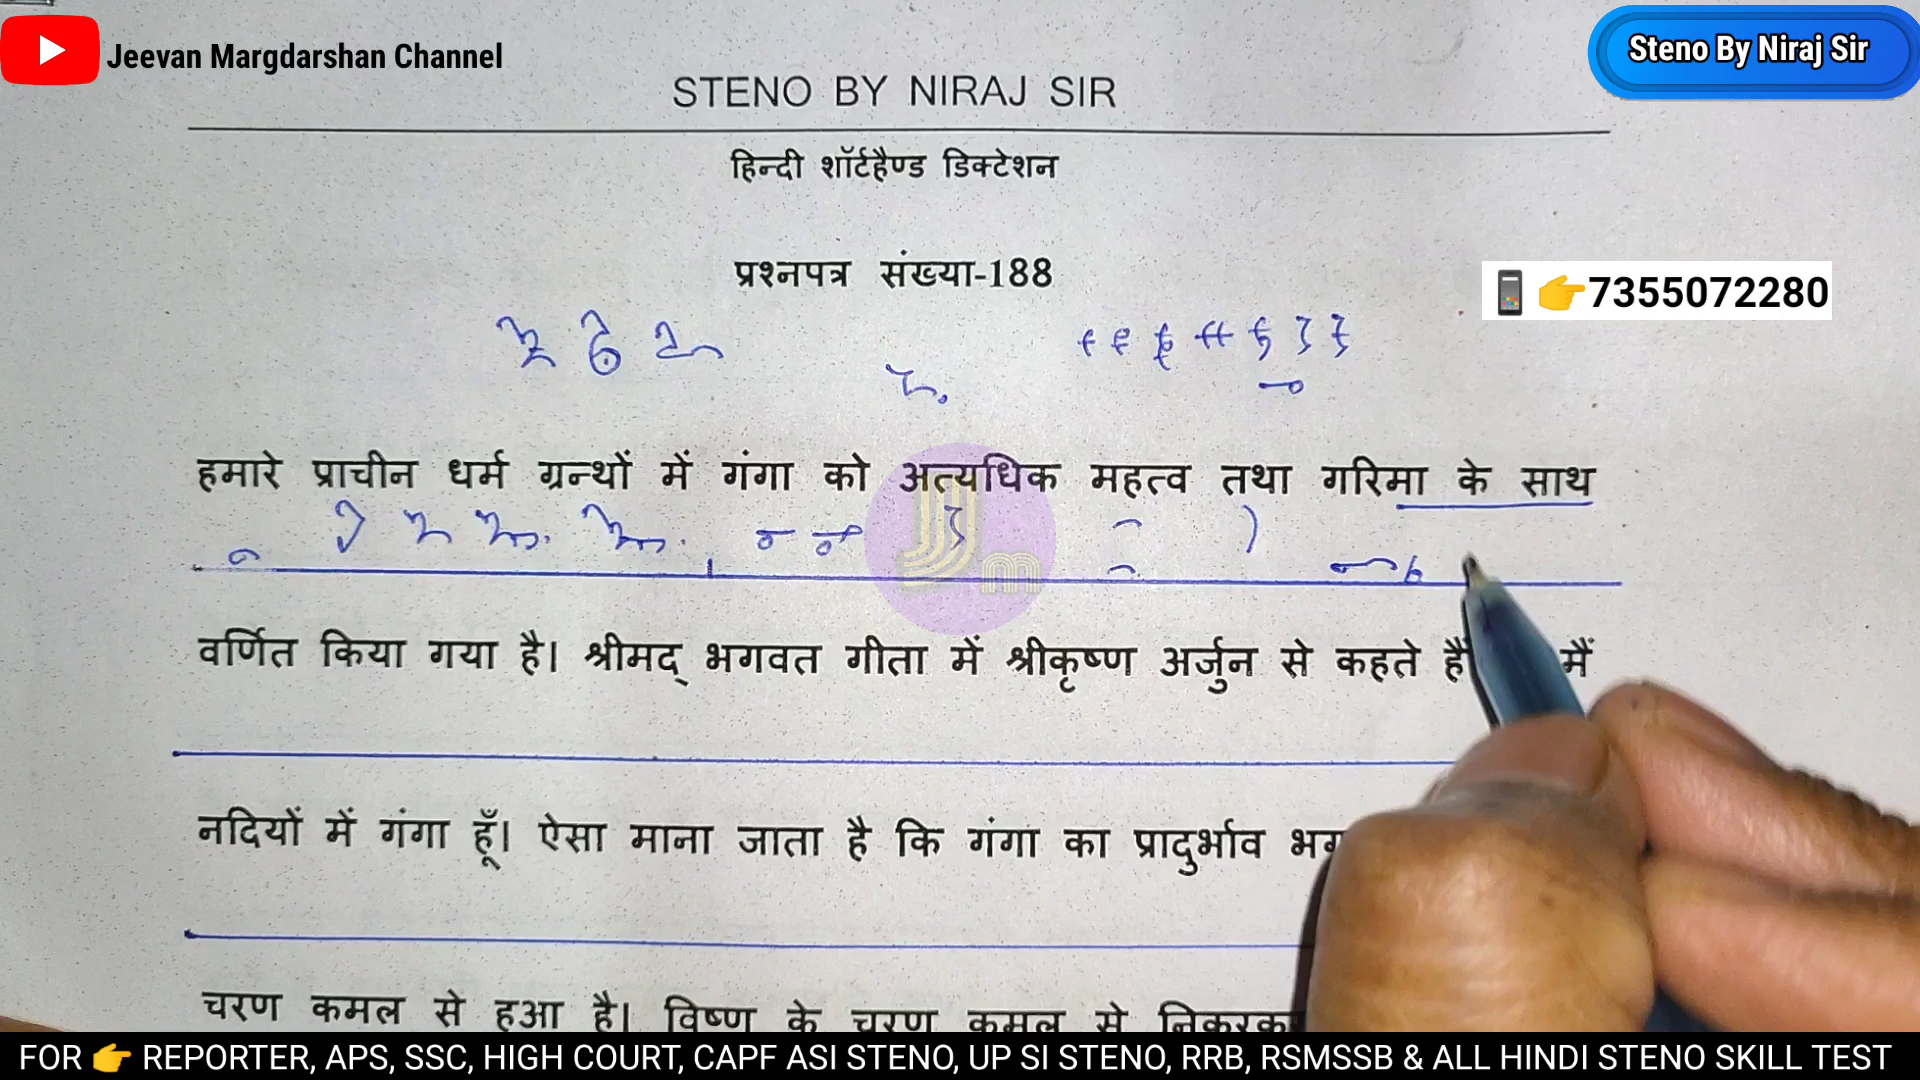 Jeevan Margdarshan Channel
Steno By Niraj Sir
STENO BY NIRAJ SIR
हिन्दी शॉर्टहैण्ड डिक्टेशन
प्रश्नपत्र संख्या-188
7355072280
हमारे प्राचीन धर्म ग्रन्थों में गंगा को अत्यधिक महत्व तथा गरिमा के साथ
वर्णित किया गया है। श्रीमद् भगवत गीता में श्रीकृष्ण अर्जुन से कहते हैं मैं
नदियों में गंगा हूँ। ऐसा माना जाता है कि गंगा का प्रादुर्भाव
चरण कमल से हुआ है। विष्णु के चरण कमल से
FOR 👉 REPORTER, APS, SSC, HIGH COURT, CAPF ASI STENO, UP SI STENO, RRB, RSMSSB & ALL HINDI STENO SKILL TEST